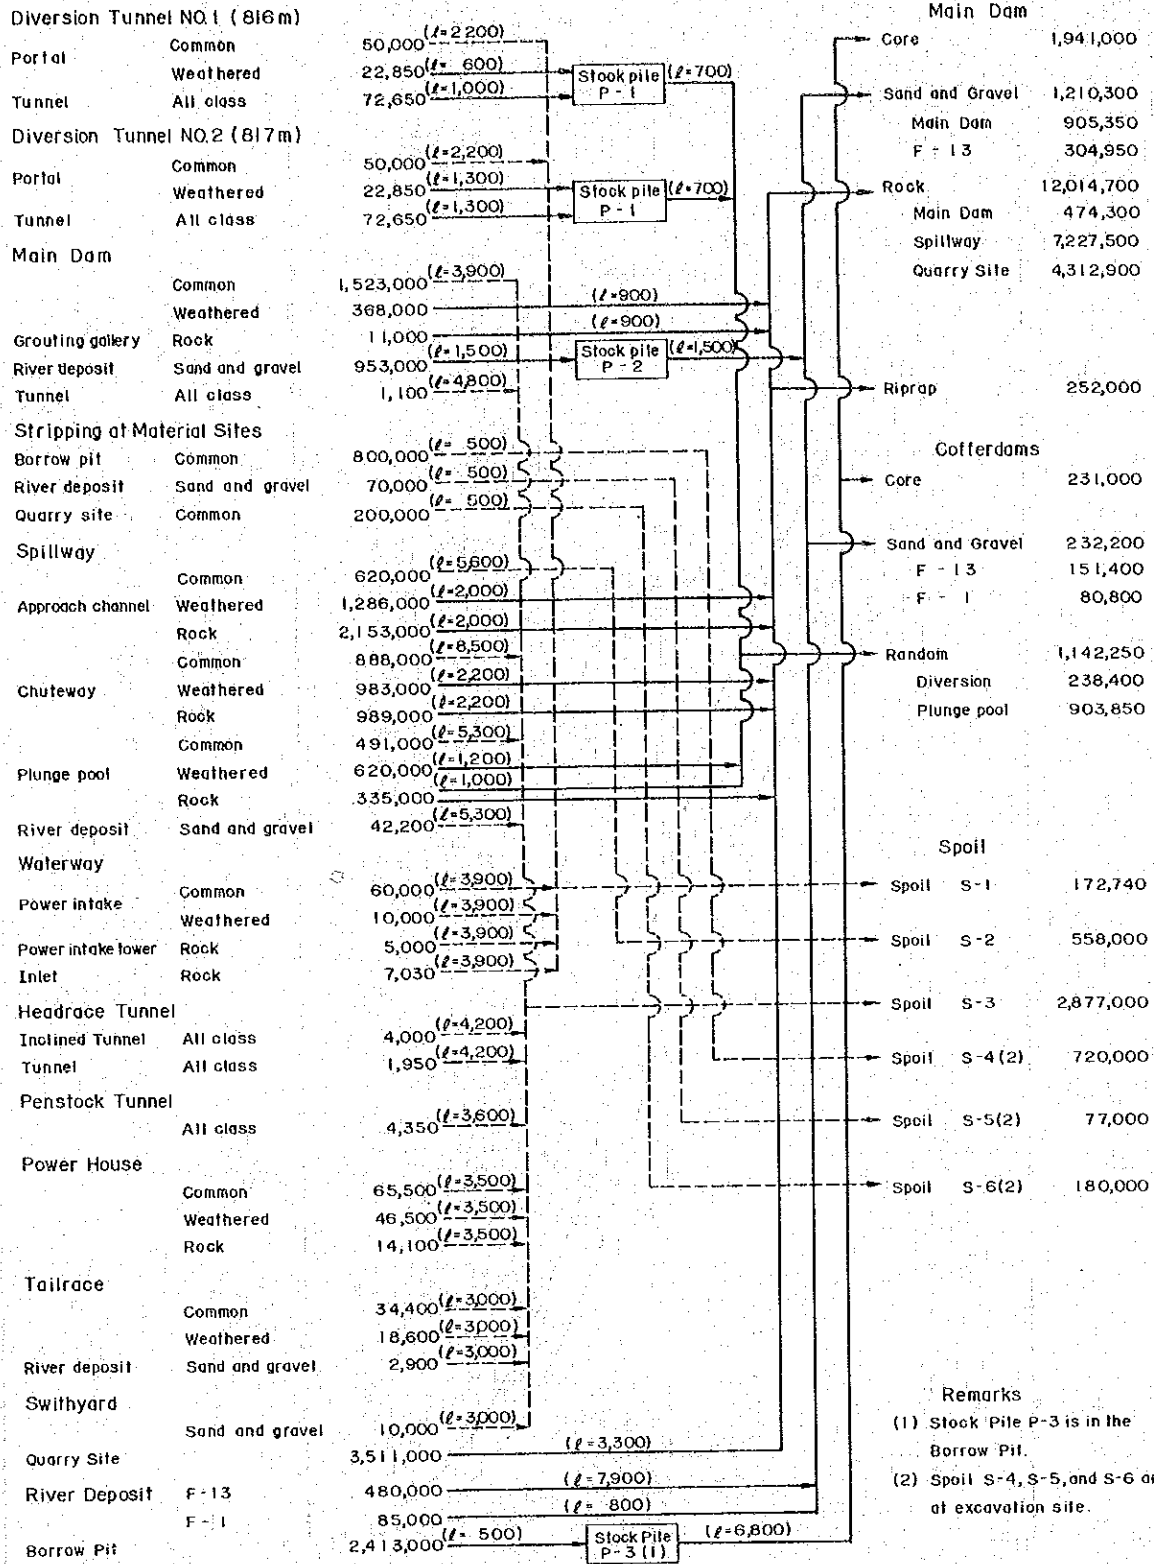 Diversion Tunnel NO.1 (816m)
Portal Common 50,000 (ℓ=2200)
Weathered 22,850 (ℓ= 600)
Tunnel All class 72,650 (ℓ=1,000)
Stock pile P-1 (ℓ=700)
Diversion Tunnel NO.2 (817m)
Portal Common 50,000 (ℓ=2,200)
Weathered 22,850 (ℓ=1,300)
Tunnel All class 72,650 (ℓ=1,300)
Stock pile P-1 (ℓ=700)
Main Dam
Common 1,523,000 (ℓ=3,900)
Weathered 368,000 (ℓ=900)
Grouting gallery Rock 11,000 (ℓ=900)
River deposit Sand and gravel 953,000 (ℓ=1,500) Stock pile P-2 (ℓ=1,500)
Tunnel All class 1,100 (ℓ=4,800)
Stripping at Material Sites
Borrow pit Common 800,000 (ℓ= 500)
River deposit Sand and gravel 70,000 (ℓ= 500)
Quarry site Common 200,000 (ℓ= 500)
Spillway
Common 620,000 (ℓ=5,600)
Approach channel Weathered 1,286,000 (ℓ=2,000)
Rock 2,153,000 (ℓ=2,000)
Common 888,000 (ℓ=8,500)
Chuteway Weathered 983,000 (ℓ=2,200)
Rock 989,000 (ℓ=2,200)
Common 491,000 (ℓ=5,300)
Plunge pool Weathered 620,000 (ℓ=1,200)
Rock 335,000 (ℓ=1,000)
River deposit Sand and gravel 42,200 (ℓ=5,300)
Waterway
Power intake Common 60,000 (ℓ=3,900)
Weathered 10,000 (ℓ=3,900)
Power intake tower Rock 5,000 (ℓ=3,900)
Inlet Rock 7,030 (ℓ=3,900)
Headrace Tunnel
Inclined Tunnel All class 4,000 (ℓ=4,200)
Tunnel All class 1,950 (ℓ=4,200)
Penstock Tunnel
All class 4,350 (ℓ=3,600)
Power House
Common 65,500 (ℓ=3,500)
Weathered 46,500 (ℓ=3,500)
Rock 14,100 (ℓ=3,500)
Tailrace
Common 34,400 (ℓ=3,000)
Weathered 18,600 (ℓ=3,000)
River deposit Sand and gravel 2,900 (ℓ=3,000)
Swithyard
Sand and gravel 10,000 (ℓ=3,000)
Quarry Site 3,511,000 (ℓ=3,300)
River Deposit F-13 480,000 (ℓ=7,900)
F-1 85,000 (ℓ= 800)
Borrow Pit 2,413,000 (ℓ= 500) Stock Pile P-3(1) (ℓ=6,800)
Main Dam
Core 1,941,000
Sand and Gravel 1,210,300
Main Dam 905,350
F-13 304,950
Rock 12,014,700
Main Dam 474,300
Spillway 7,227,500
Quarry Site 4,312,900
Riprap 252,000
Cofferdams
Core 231,000
Sand and Gravel 232,200
F-13 151,400
F-1 80,800
Random 1,142,250
Diversion 238,400
Plunge pool 903,850
Spoil
Spoil S-1 172,740
Spoil S-2 558,000
Spoil S-3 2,877,000
Spoil S-4(2) 720,000
Spoil S-5(2) 77,000
Spoil S-6(2) 180,000
Remarks
(1) Stock Pile P-3 is in the
Borrow Pit.
(2) Spoil S-4, S-5, and S-6 a
at excavation site.